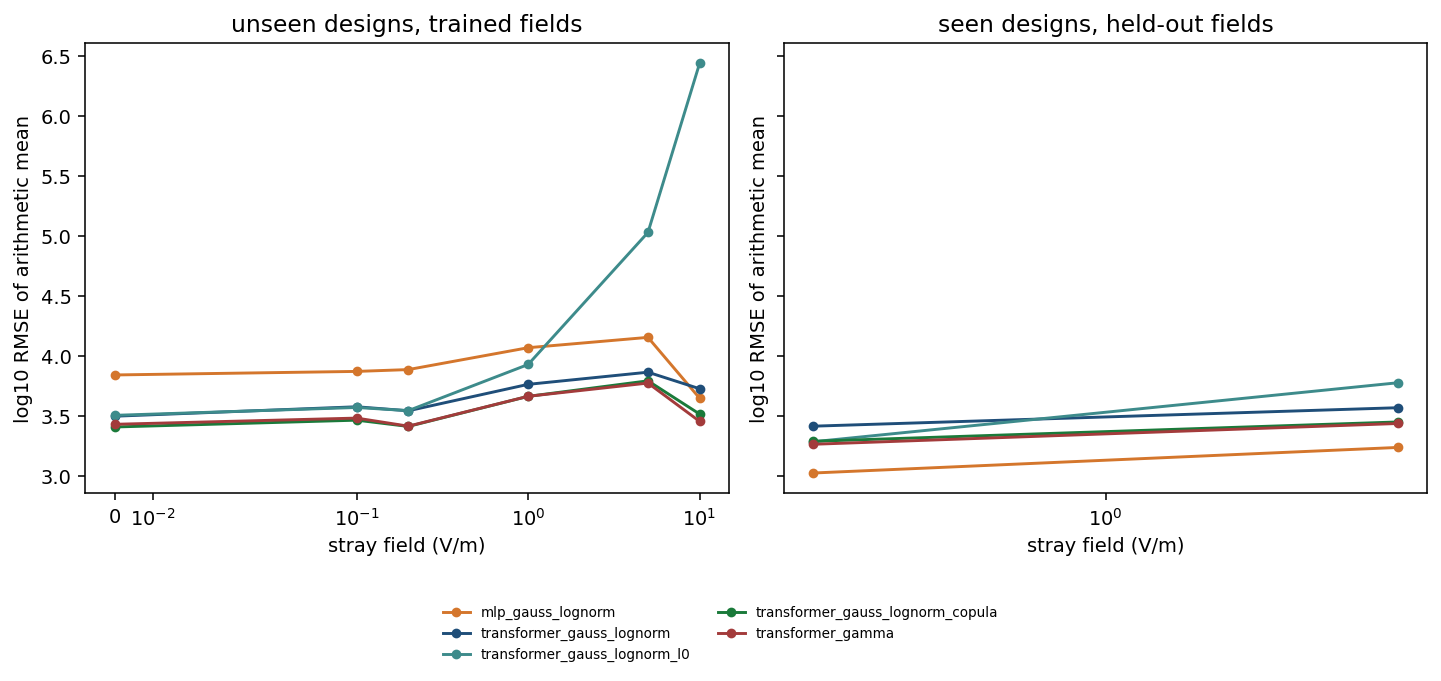 unseen designs, trained fields
log10 RMSE of arithmetic mean
6.5
6.0
5.5
5.0
4.5
4.0
3.5
3.0
0
10⁻²
10⁻¹
10⁰
10¹
stray field (V/m)
seen designs, held-out fields
log10 RMSE of arithmetic mean
10⁰
stray field (V/m)
mlp_gauss_lognorm
transformer_gauss_lognorm
transformer_gauss_lognorm_l0
transformer_gauss_lognorm_copula
transformer_gamma